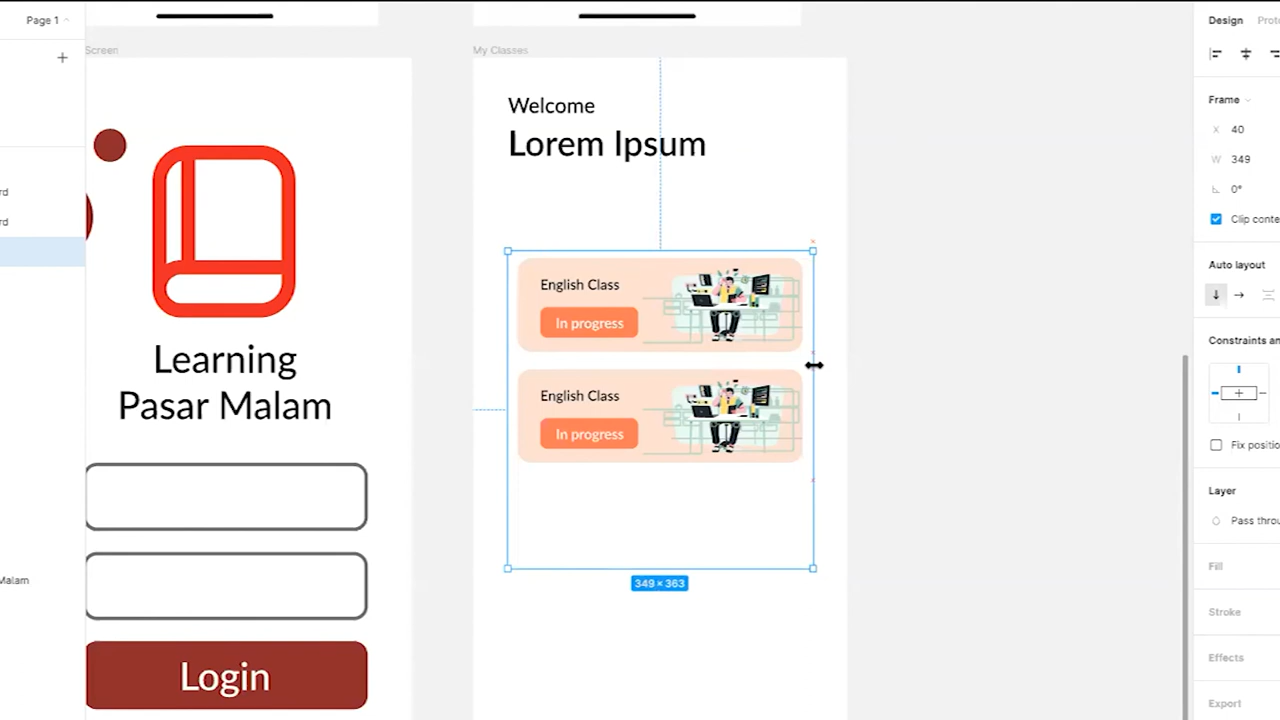 Page 1
Screen
My Classes
Design
Welcome
Lorem Ipsum
Frame
X 40
W 349
0°
Clip conte
Auto layout
English Class
In progress
Constraints an
Learning
Pasar Malam
English Class
In progress
Fix positio
Layer
Pass throu
Fill
349 × 363
Malam
Stroke
Effects
Login
Export